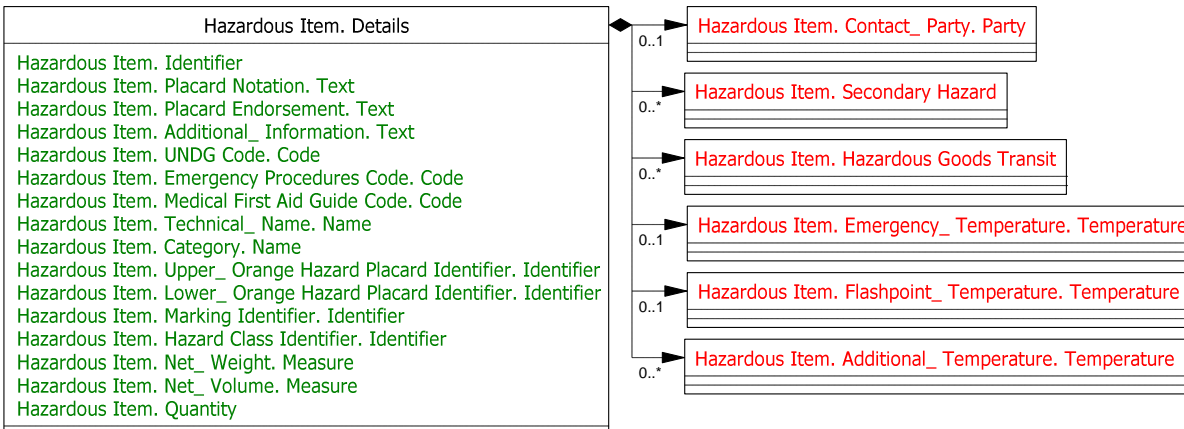 Hazardous Item. Details
Hazardous Item. Identifier
Hazardous Item. Placard Notation. Text
Hazardous Item. Placard Endorsement. Text
Hazardous Item. Additional_ Information. Text
Hazardous Item. UNDG Code. Code
Hazardous Item. Emergency Procedures Code. Code
Hazardous Item. Medical First Aid Guide Code. Code
Hazardous Item. Technical_ Name. Name
Hazardous Item. Category. Name
Hazardous Item. Upper_ Orange Hazard Placard Identifier. Identifier
Hazardous Item. Lower_ Orange Hazard Placard Identifier. Identifier
Hazardous Item. Marking Identifier. Identifier
Hazardous Item. Hazard Class Identifier. Identifier
Hazardous Item. Net_ Weight. Measure
Hazardous Item. Net_ Volume. Measure
Hazardous Item. Quantity
Hazardous Item. Contact_ Party. Party
0..1
Hazardous Item. Secondary Hazard
0..*
Hazardous Item. Hazardous Goods Transit
0..*
Hazardous Item. Emergency_ Temperature. Temperature
0..1
Hazardous Item. Flashpoint_ Temperature. Temperature
0..1
Hazardous Item. Additional_ Temperature. Temperature
0..*